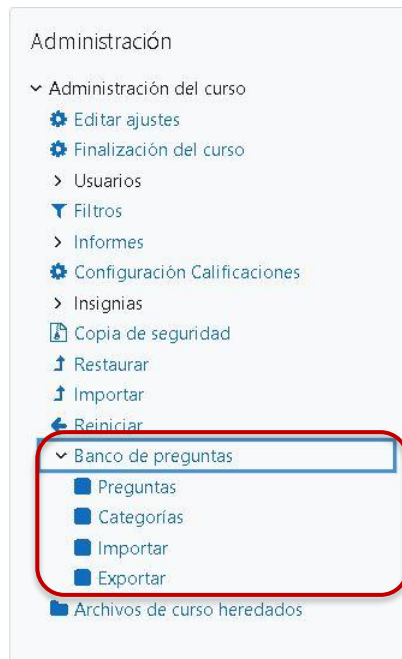 Administración
Administración del curso
Editar ajustes
Finalización del curso
Usuarios
Filtros
Informes
Configuración Calificaciones
Insignias
Copia de seguridad
Restaurar
Importar
Reiniciar
Banco de preguntas
Preguntas
Categorías
Importar
Exportar
Archivos de curso heredados